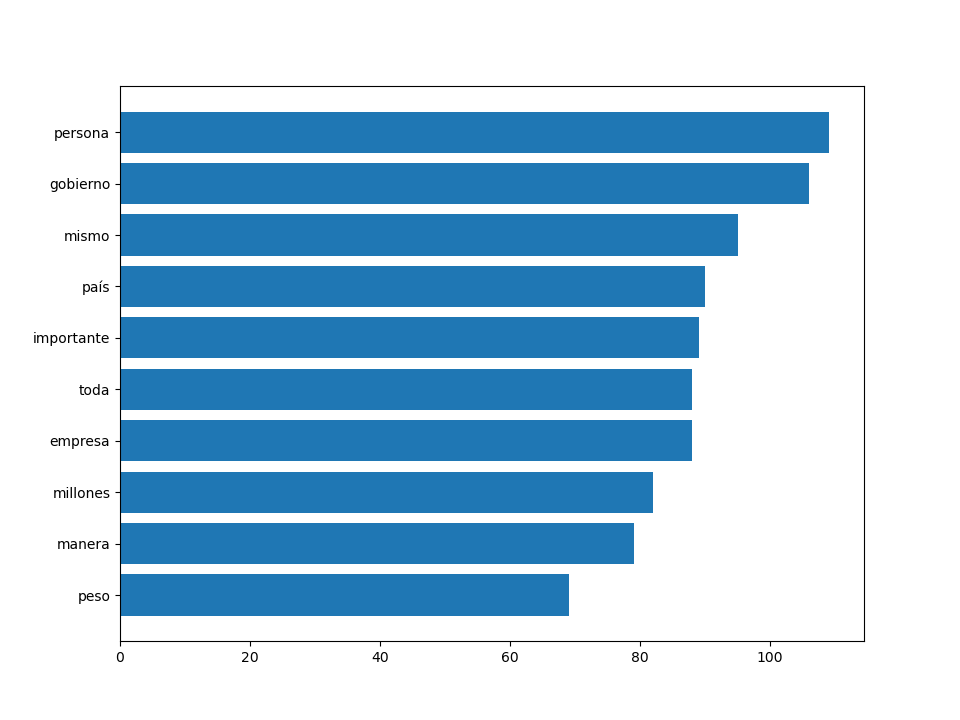 persona
gobierno
mismo
país
importante
toda
empresa
millones
manera
peso
0 20 40 60 80 100